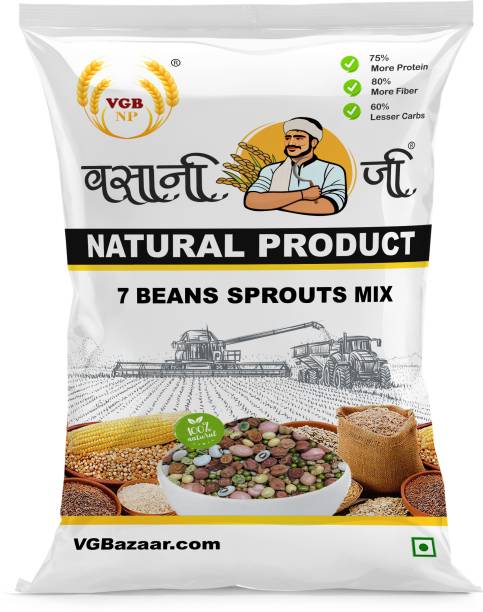 VGB
NP
®
75%
More Protein
80%
More Fiber
60%
Lesser Carbs
वसानी जी ®
NATURAL PRODUCT
7 BEANS SPROUTS MIX
100%
natural
VGBazaar.com